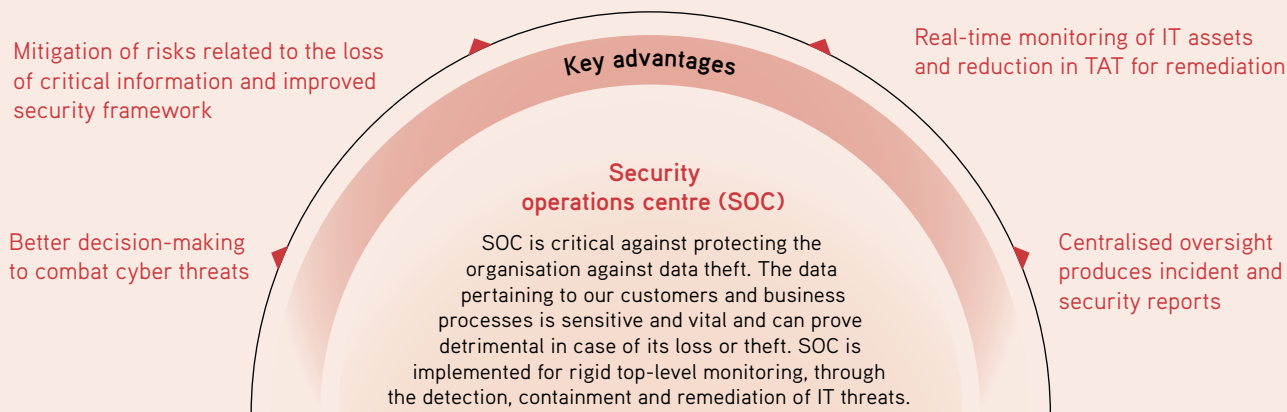 Key advantages
Mitigation of risks related to the loss
of critical information and improved
security framework
Real-time monitoring of IT assets
and reduction in TAT for remediation
Better decision-making
to combat cyber threats
Centralised oversight
produces incident and
security reports
Security
operations centre (SOC)
SOC is critical against protecting the
organisation against data theft. The data
pertaining to our customers and business
processes is sensitive and vital and can prove
detrimental in case of its loss or theft. SOC is
implemented for rigid top-level monitoring, through
the detection, containment and remediation of IT threats.